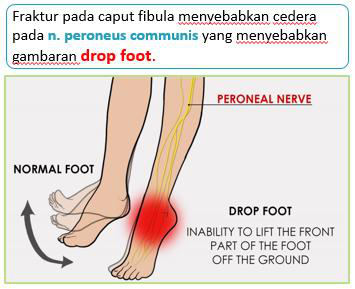 Fraktur pada caput fibula menyebabkan cedera
pada n. peroneus communis yang menyebabkan
gambaran drop foot.
PERONEAL NERVE
NORMAL FOOT
DROP FOOT
INABILITY TO LIFT THE FRONT
PART OF THE FOOT
OFF THE GROUND